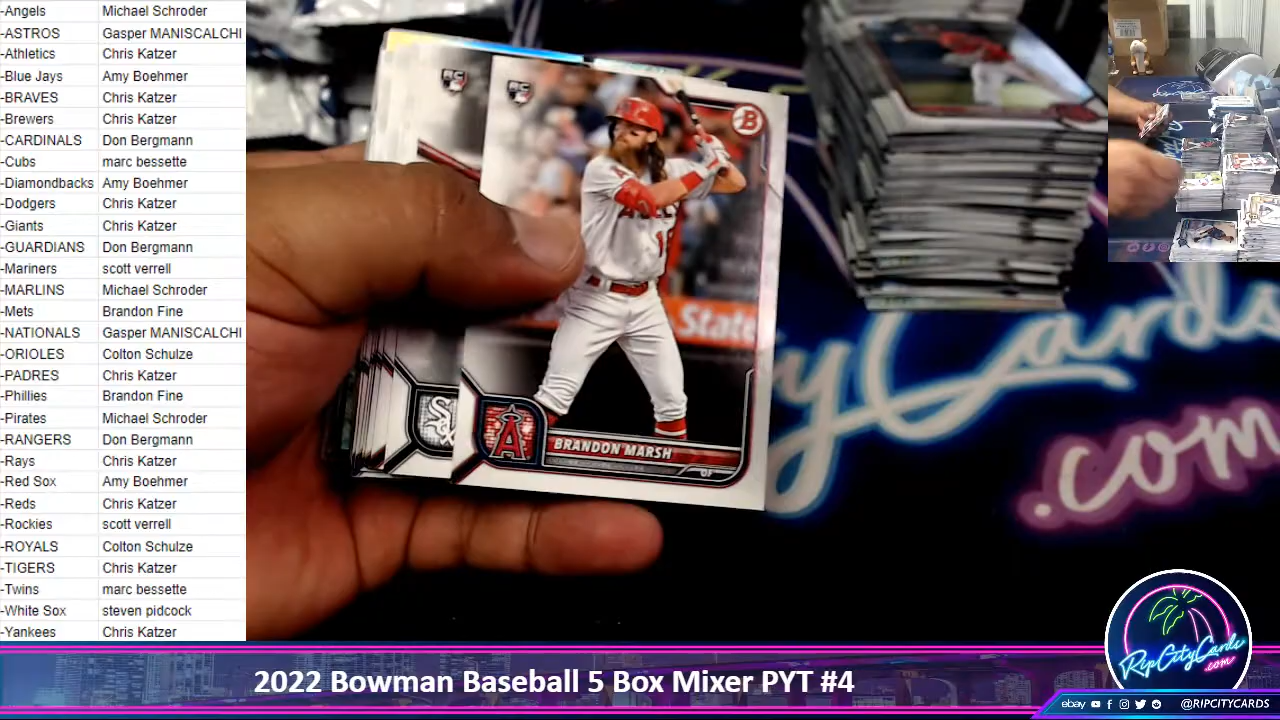 -Angels Michael Schroder
-ASTROS Gasper MANISCALCHI
-Athletics Chris Katzer
-Blue Jays Amy Boehmer
-BRAVES Chris Katzer
-Brewers Chris Katzer
-CARDINALS Don Bergmann
-Cubs marc bessette
-Diamondbacks Amy Boehmer
-Dodgers Chris Katzer
-Giants Chris Katzer
-GUARDIANS Don Bergmann
-Mariners scott verrell
-MARLINS Michael Schroder
-Mets Brandon Fine
-NATIONALS Gasper MANISCALCHI
-ORIOLES Colton Schulze
-PADRES Chris Katzer
-Phillies Brandon Fine
-Pirates Michael Schroder
-RANGERS Don Bergmann
-Rays Chris Katzer
-Red Sox Amy Boehmer
-Reds Chris Katzer
-Rockies scott verrell
-ROYALS Colton Schulze
-TIGERS Chris Katzer
-Twins marc bessette
-White Sox steven pidcock
-Yankees Chris Katzer
RC
RC
B
State
A
BRANDON MARSH
OF
yCards
.com
RipCityCards
.com
2022 Bowman Baseball 5 Box Mixer PYT #4
ebay @RIPCITYCARDS